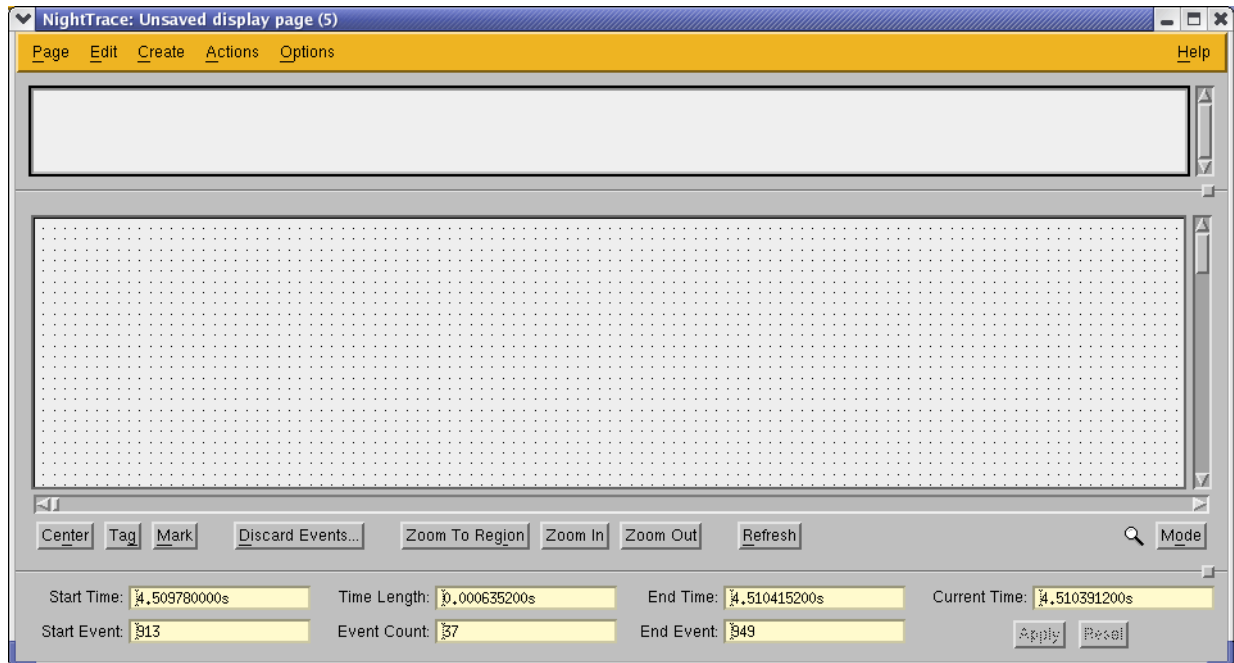 NightTrace: Unsaved display page (5)
Page Edit Create Actions Options Help
Center Tag Mark Discard Events... Zoom To Region Zoom In Zoom Out Refresh Mode
Start Time: 4.509780000s Time Length: 0.000635200s End Time: 4.510415200s Current Time: 4.510391200s
Start Event: 913 Event Count: 37 End Event: 949 Apply Reset